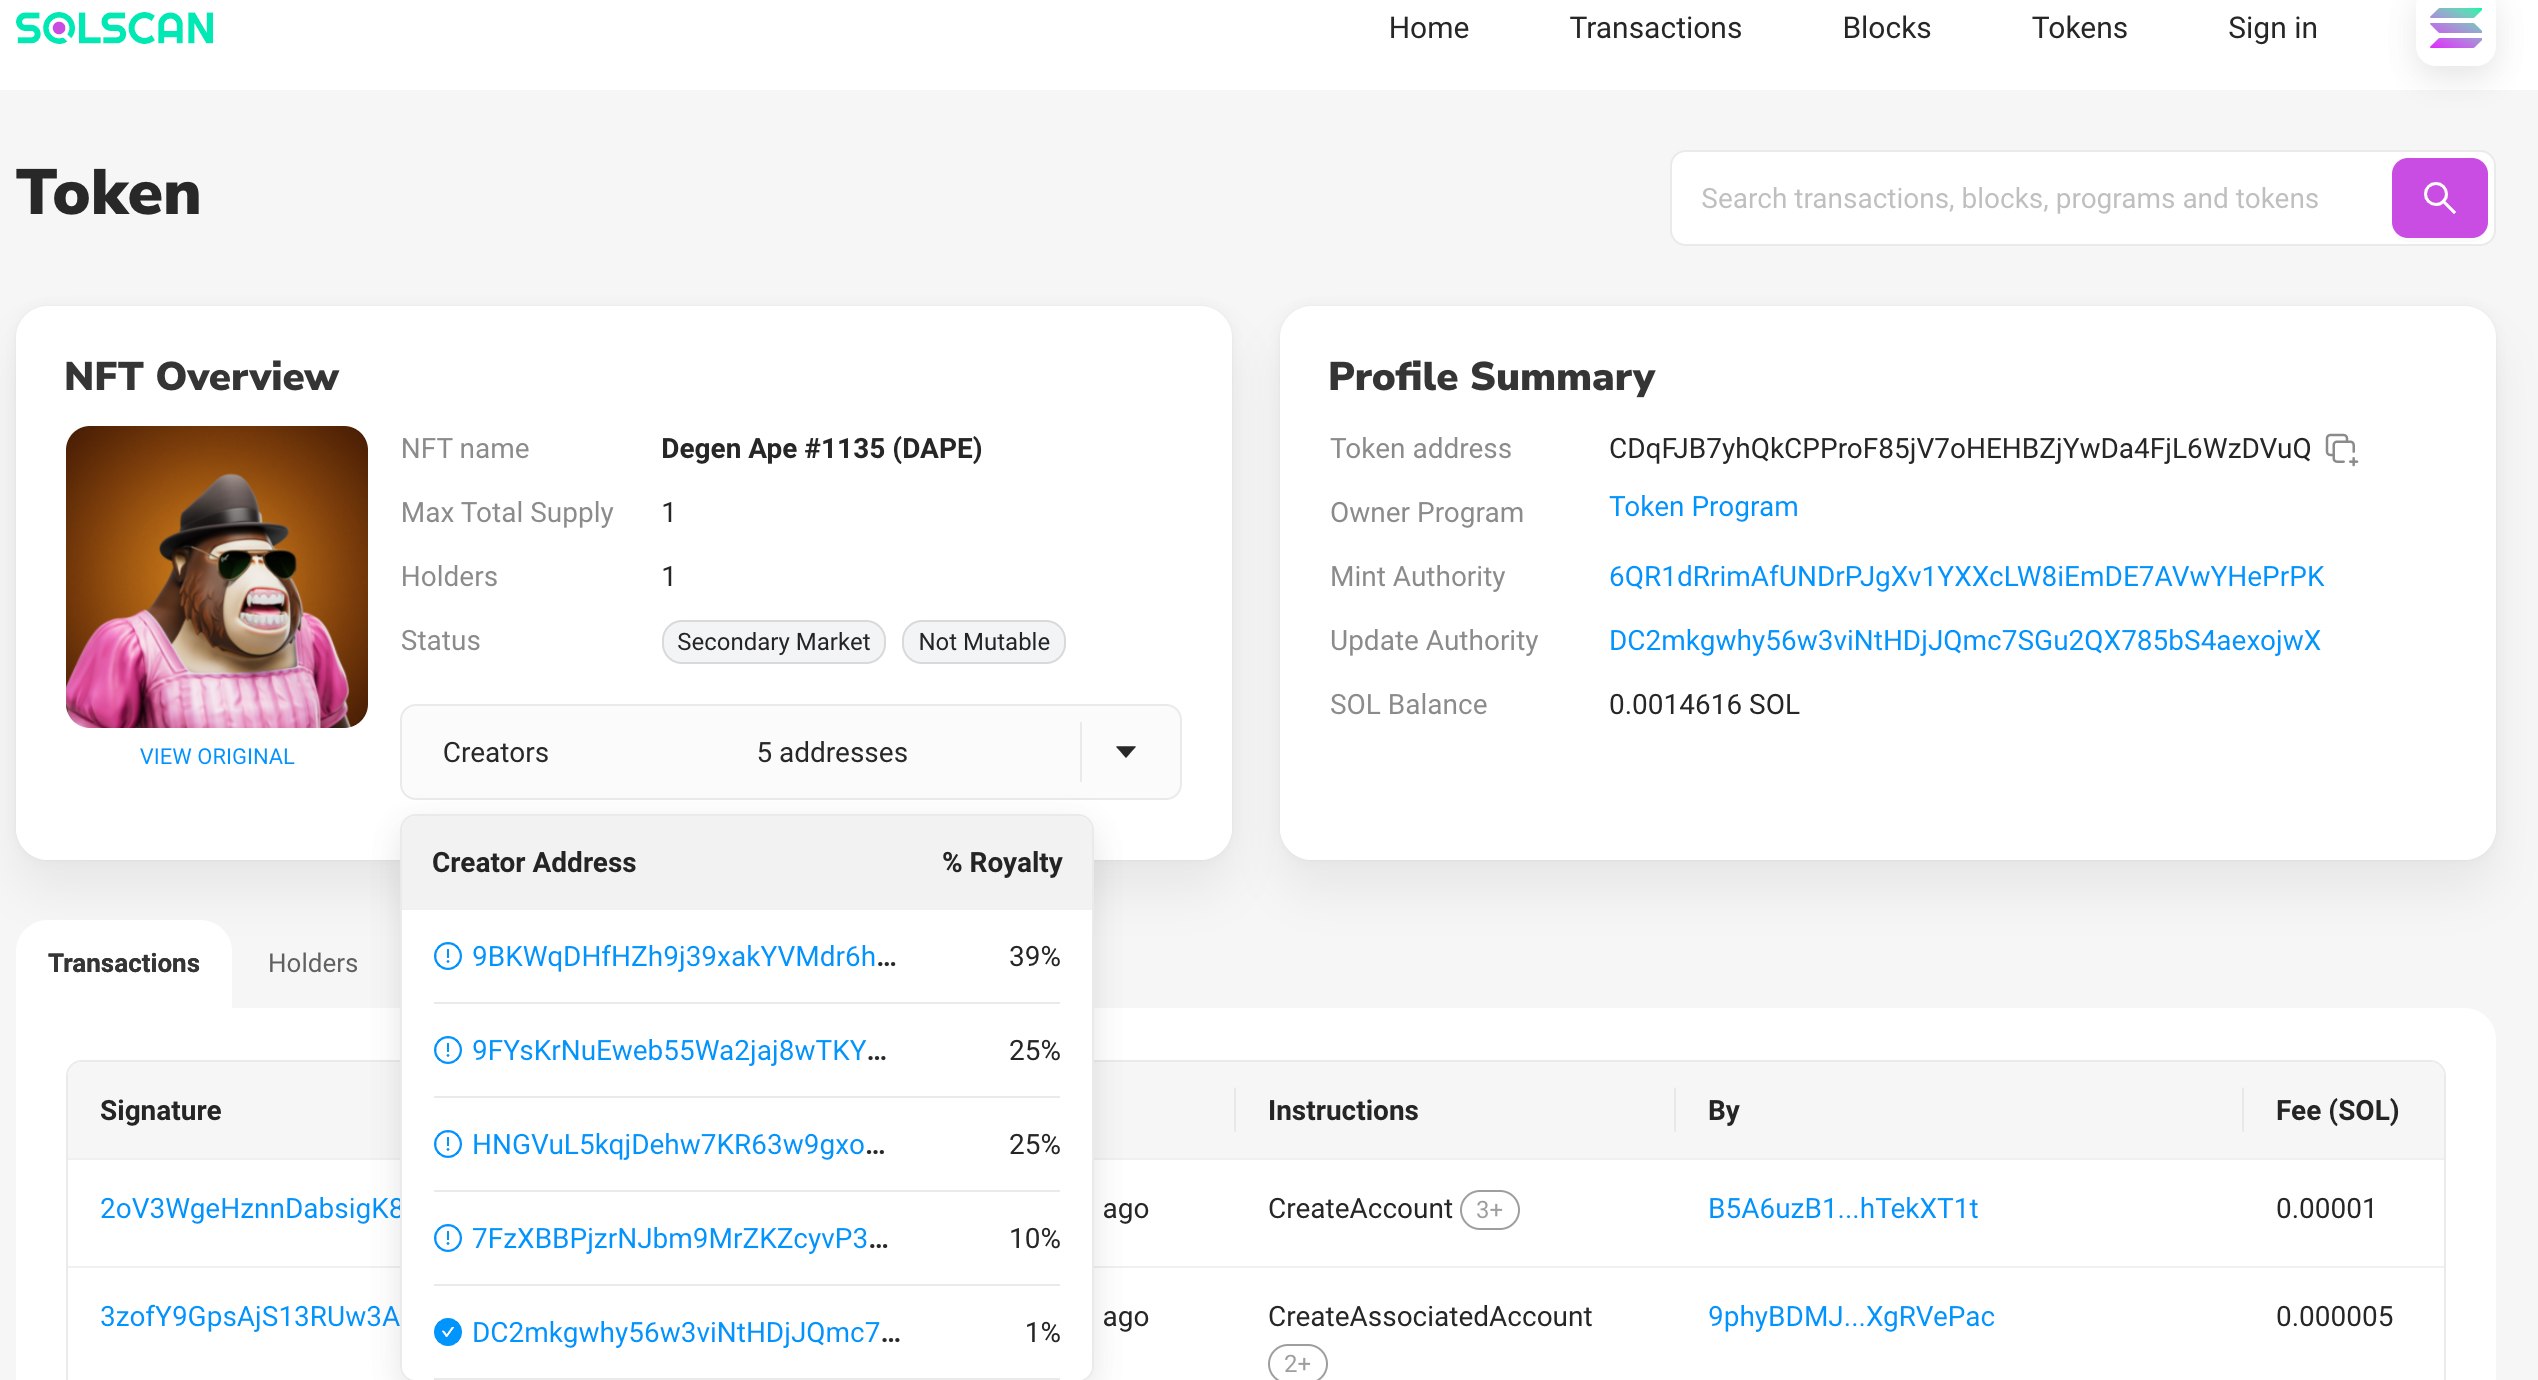 SOLSCAN
Home Transactions Blocks Tokens Sign in
Token
Search transactions, blocks, programs and tokens
NFT Overview
NFT name Degen Ape #1135 (DAPE)
Max Total Supply 1
Holders 1
Status Secondary Market Not Mutable
VIEW ORIGINAL
Creators 5 addresses
Creator Address % Royalty
9BKWqDHfHZh9j39xakYVMdr6h... 39%
9FYsKrNuEweb55Wa2jaj8wTKY... 25%
HNGVuL5kqjDehw7KR63w9gxo... 25%
7FzXBBPjzrNJbm9MrZKZcyvP3... 10%
DC2mkgwhy56w3viNtHDjJQmc7... 1%
Profile Summary
Token address CDqFJB7yhQkCPProF85jV7oHEHBZjYwDa4FjL6WzDVuQ
Owner Program Token Program
Mint Authority 6QR1dRrimAfUNDrPJgXv1YXXcLW8iEmDE7AVwYHePrPK
Update Authority DC2mkgwhy56w3viNtHDjJQmc7SGu2QX785bS4aexojwX
SOL Balance 0.0014616 SOL
Transactions Holders
Signature Instructions By Fee (SOL)
2oV3WgeHznnDabsigK8 ago CreateAccount 3+ B5A6uzB1...hTekXT1t 0.00001
3zofY9GpsAjS13RUw3A ago CreateAssociatedAccount 9phyBDMJ...XgRVePac 0.000005
2+